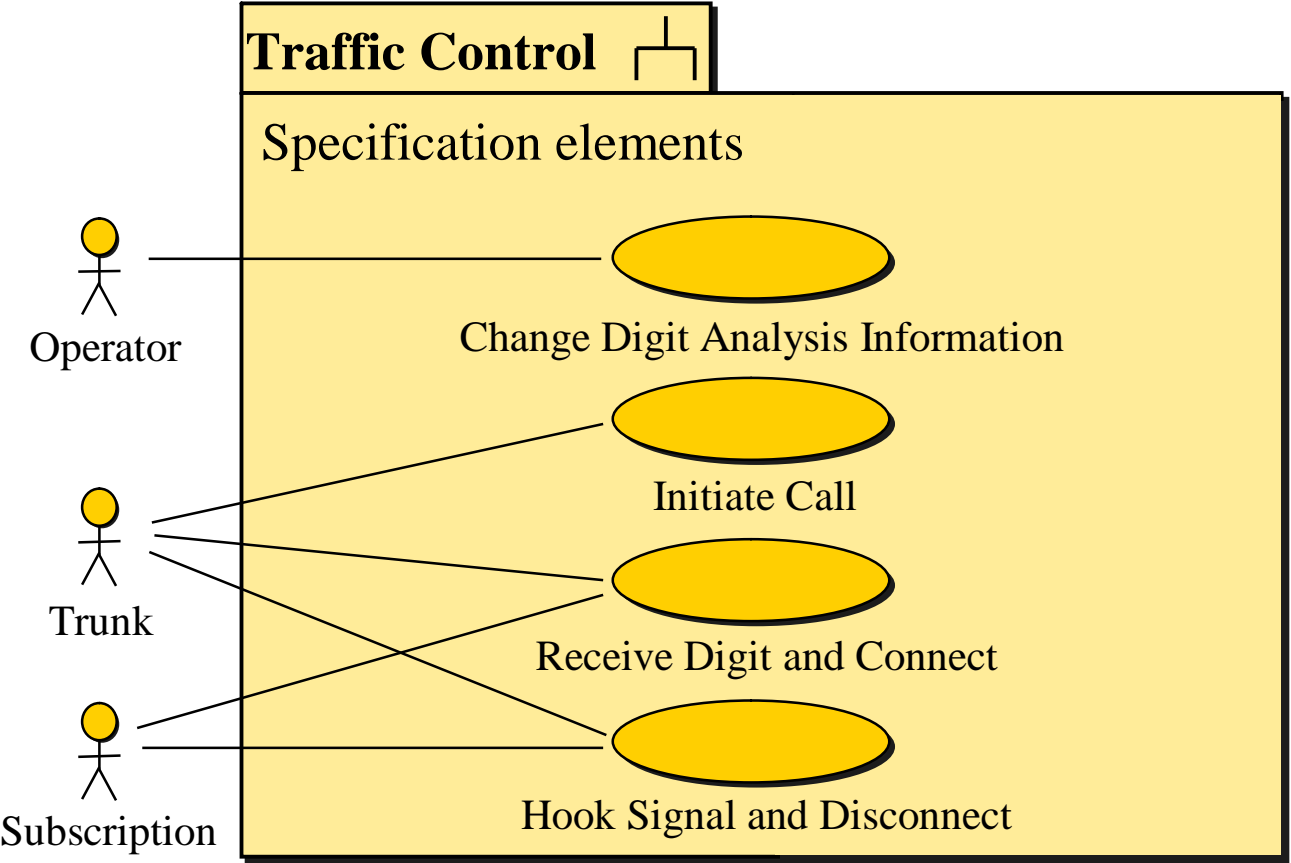 Traffic Control
Specification elements
Operator
Change Digit Analysis Information
Initiate Call
Trunk
Receive Digit and Connect
Subscription
Hook Signal and Disconnect